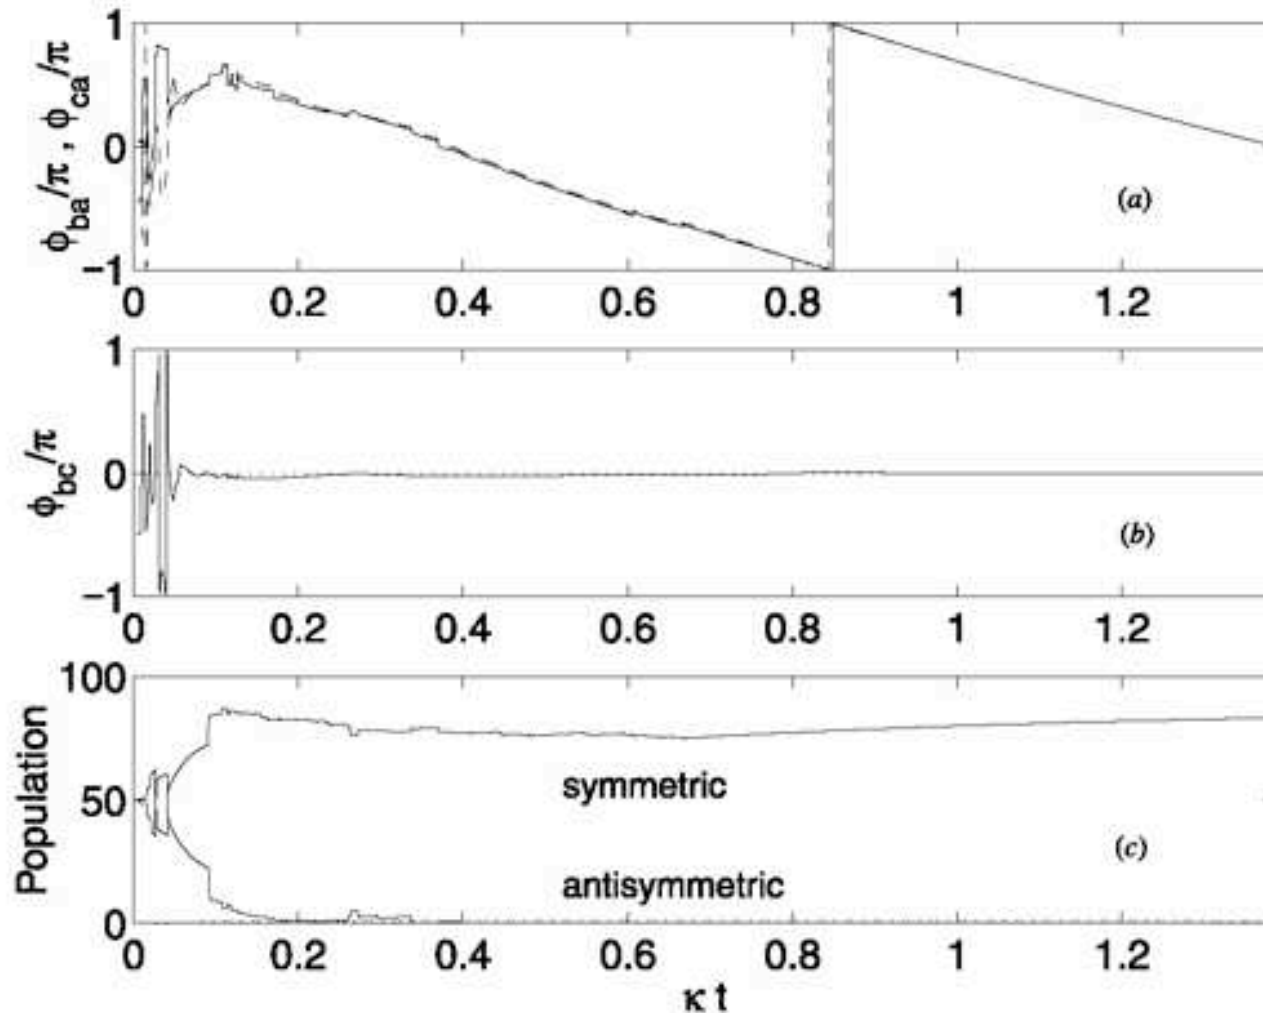 1
0
−1
ϕba/π , ϕca/π
(a)
0 0.2 0.4 0.6 0.8 1 1.2
1
0
−1
ϕbc/π
(b)
0 0.2 0.4 0.6 0.8 1 1.2
100
50
0
Population
symmetric
antisymmetric
(c)
0 0.2 0.4 0.6 0.8 1 1.2
κ t